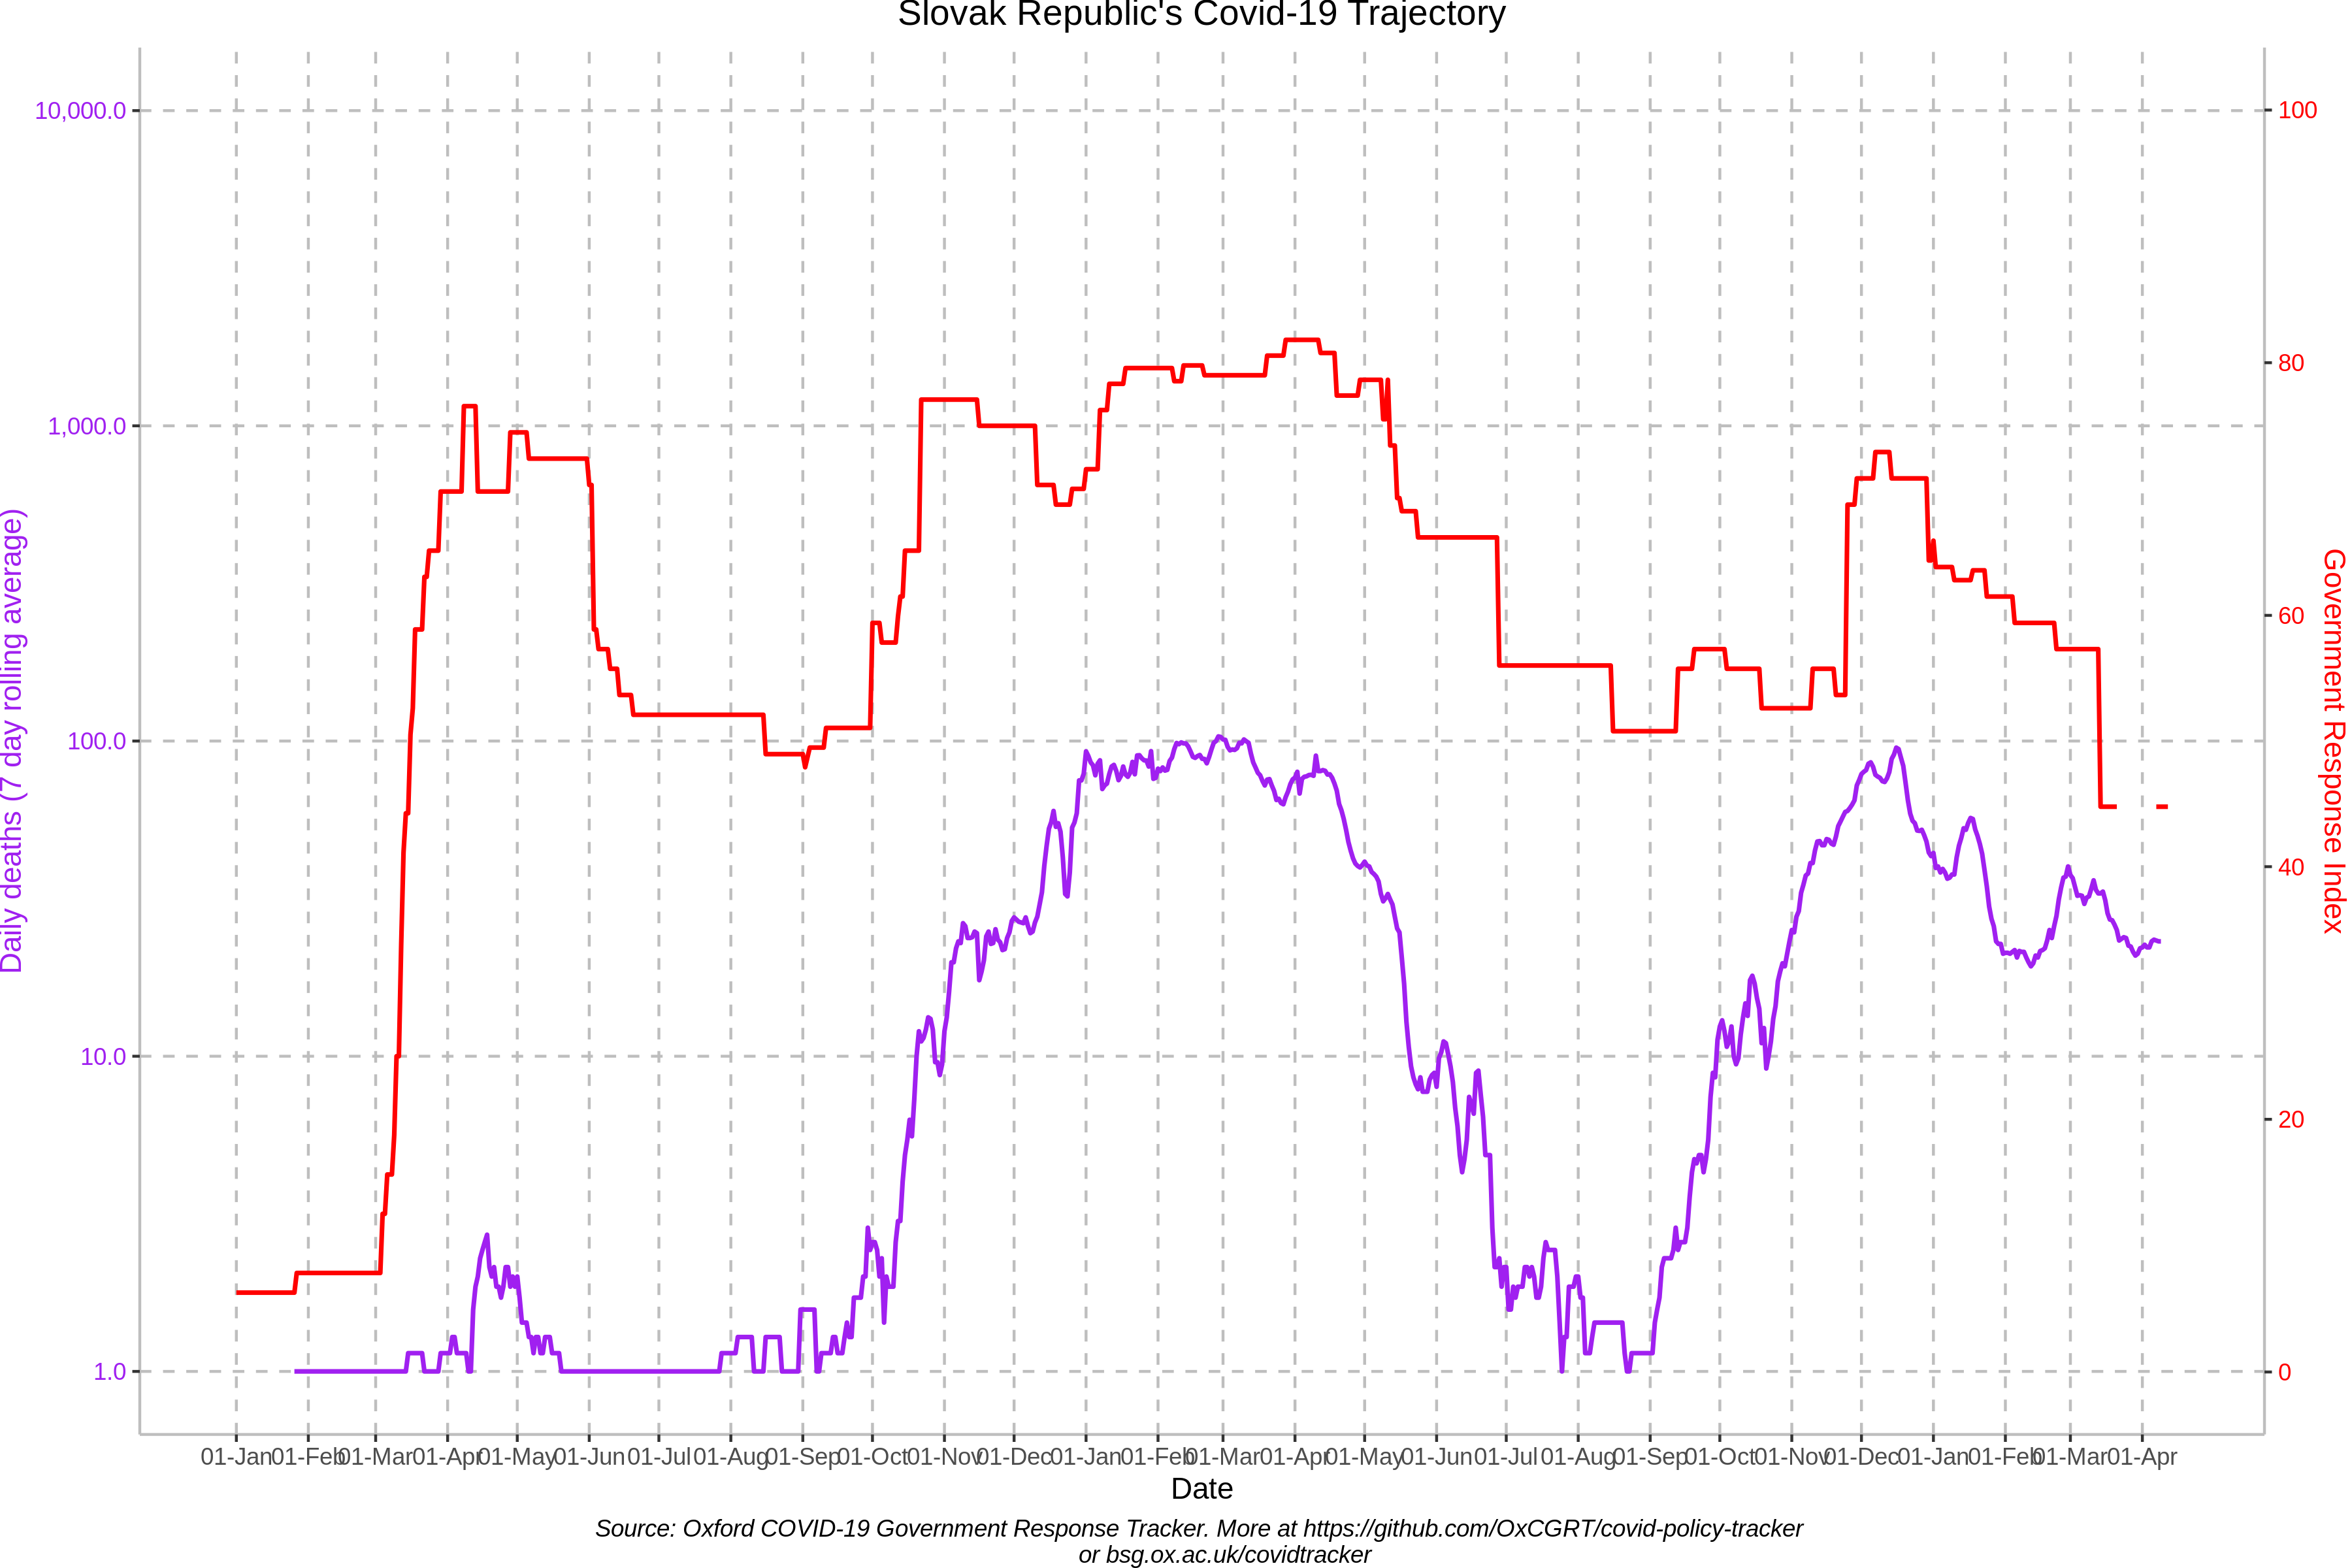 Slovak Republic's Covid-19 Trajectory
10,000.0
1,000.0
100.0
10.0
1.0
Daily deaths (7 day rolling average)
100
80
60
40
20
0
Government Response Index
01-Jan 01-Feb 01-Mar 01-Apr 01-May 01-Jun 01-Jul 01-Aug 01-Sep 01-Oct 01-Nov 01-Dec 01-Jan 01-Feb 01-Mar 01-Apr 01-May 01-Jun 01-Jul 01-Aug 01-Sep 01-Oct 01-Nov 01-Dec 01-Jan 01-Feb 01-Mar 01-Apr
Date
Source: Oxford COVID-19 Government Response Tracker. More at https://github.com/OxCGRT/covid-policy-tracker
or bsg.ox.ac.uk/covidtracker